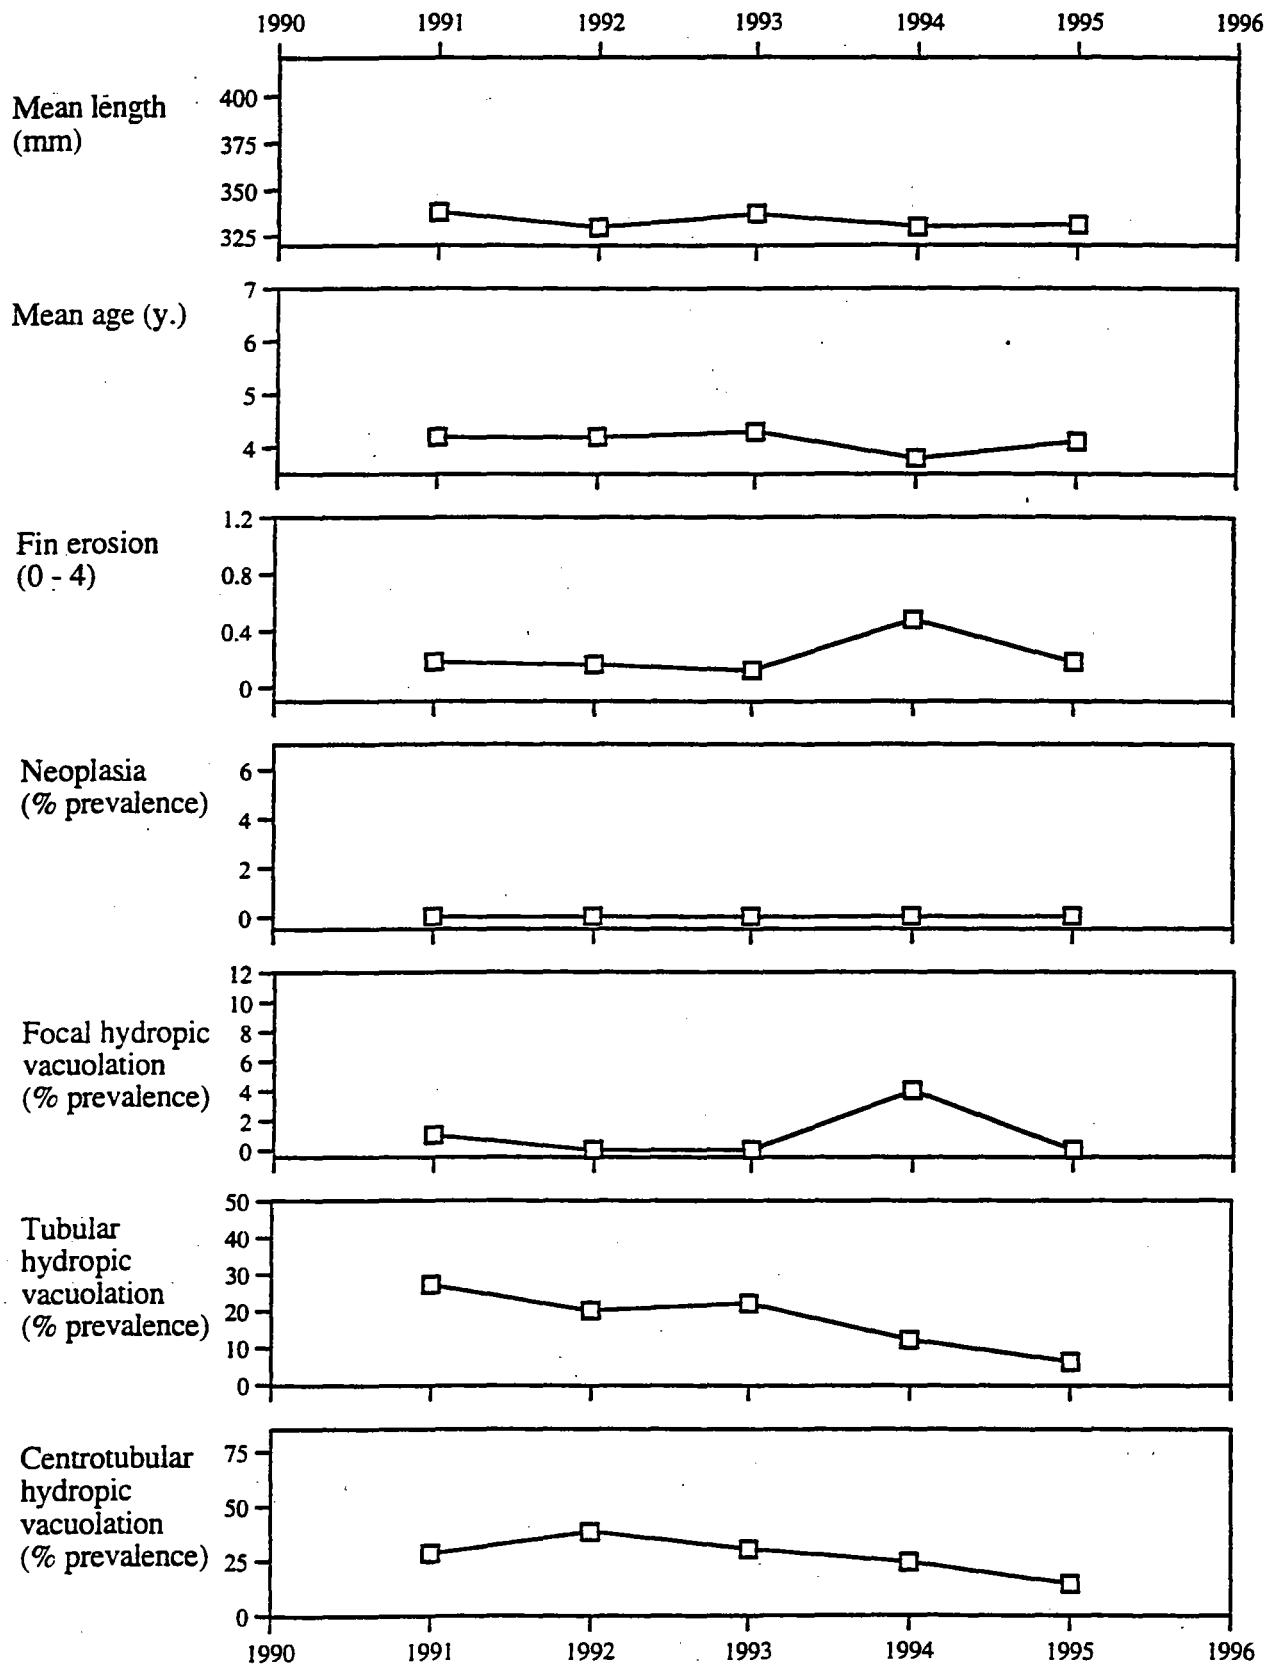 1990 1991 1992 1993 1994 1995 1996
Mean length
(mm)
400
375
350
325
Mean age (y.)
7
6
5
4
Fin erosion
(0 - 4)
1.2
0.8
0.4
0
Neoplasia
(% prevalence)
6
4
2
0
Focal hydropic
vacuolation
(% prevalence)
12
10
8
6
4
2
0
Tubular
hydropic
vacuolation
(% prevalence)
50
40
30
20
10
0
Centrotubular
hydropic
vacuolation
(% prevalence)
75
50
25
0
1990 1991 1992 1993 1994 1995 1996